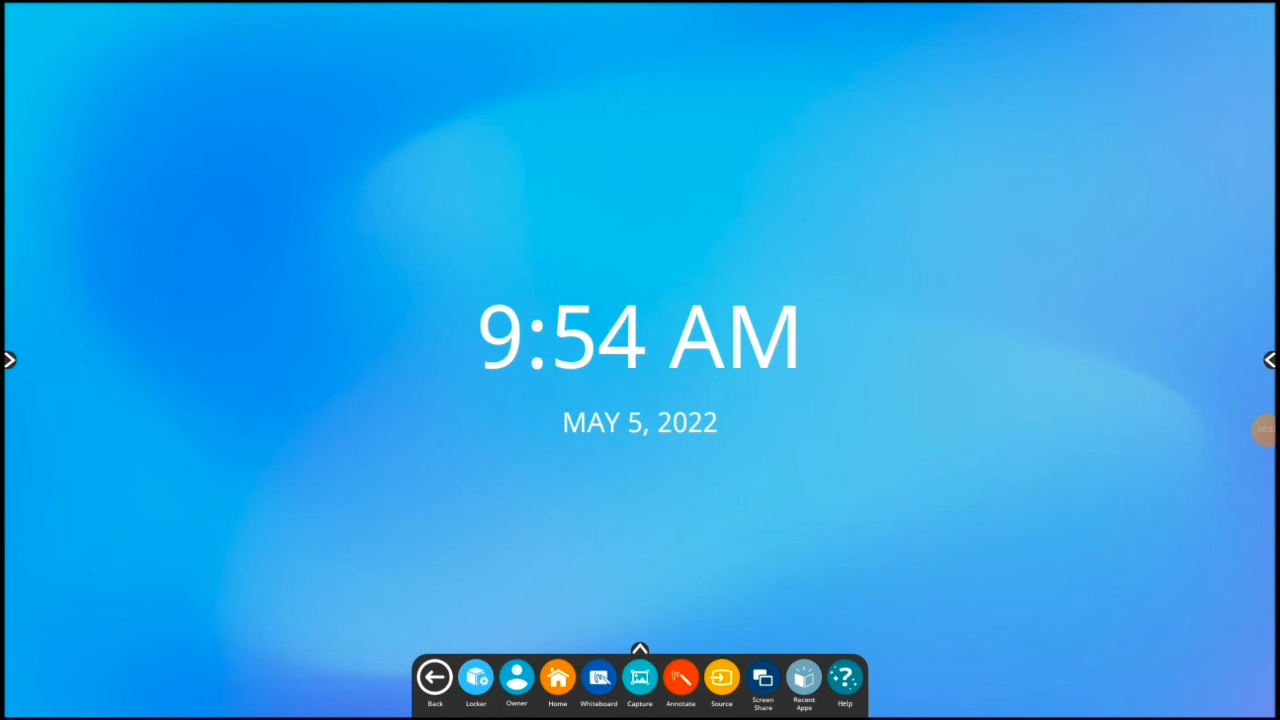 9:54 AM
MAY 5, 2022
Back
Locker
Owner
Home
Whiteboard
Capture
Annotate
Source
Screen
Share
Recent
Apps
Help